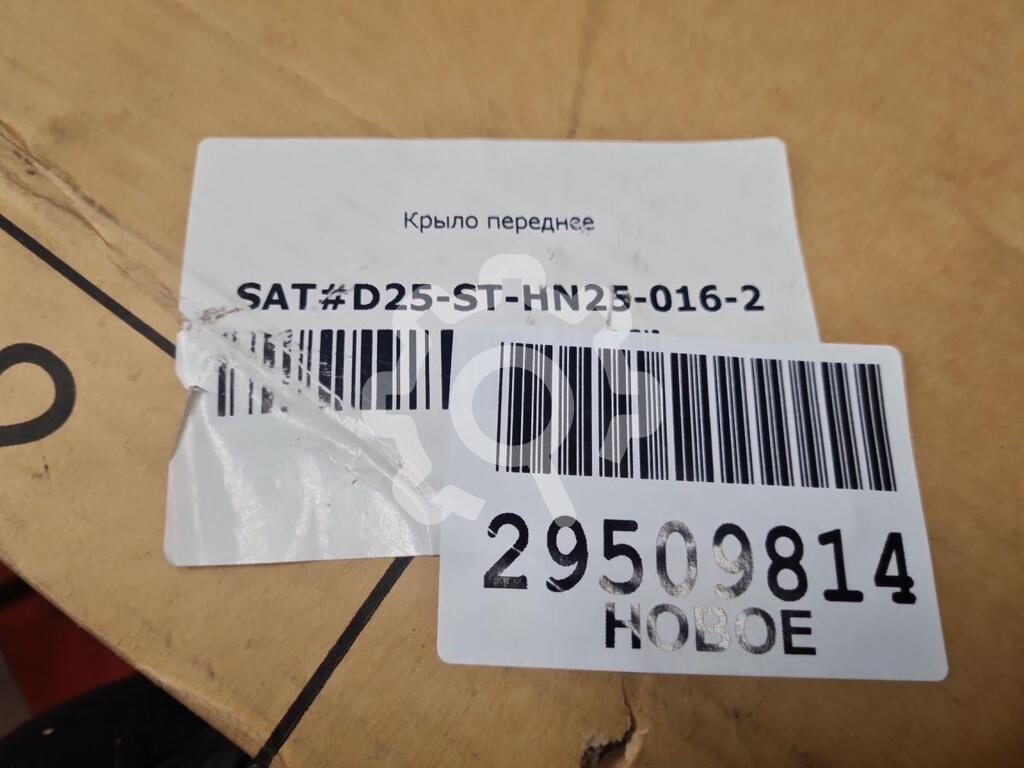 Крыло переднее
SAT#D25-ST-HN25-016-2
29509814
НОВОЕ